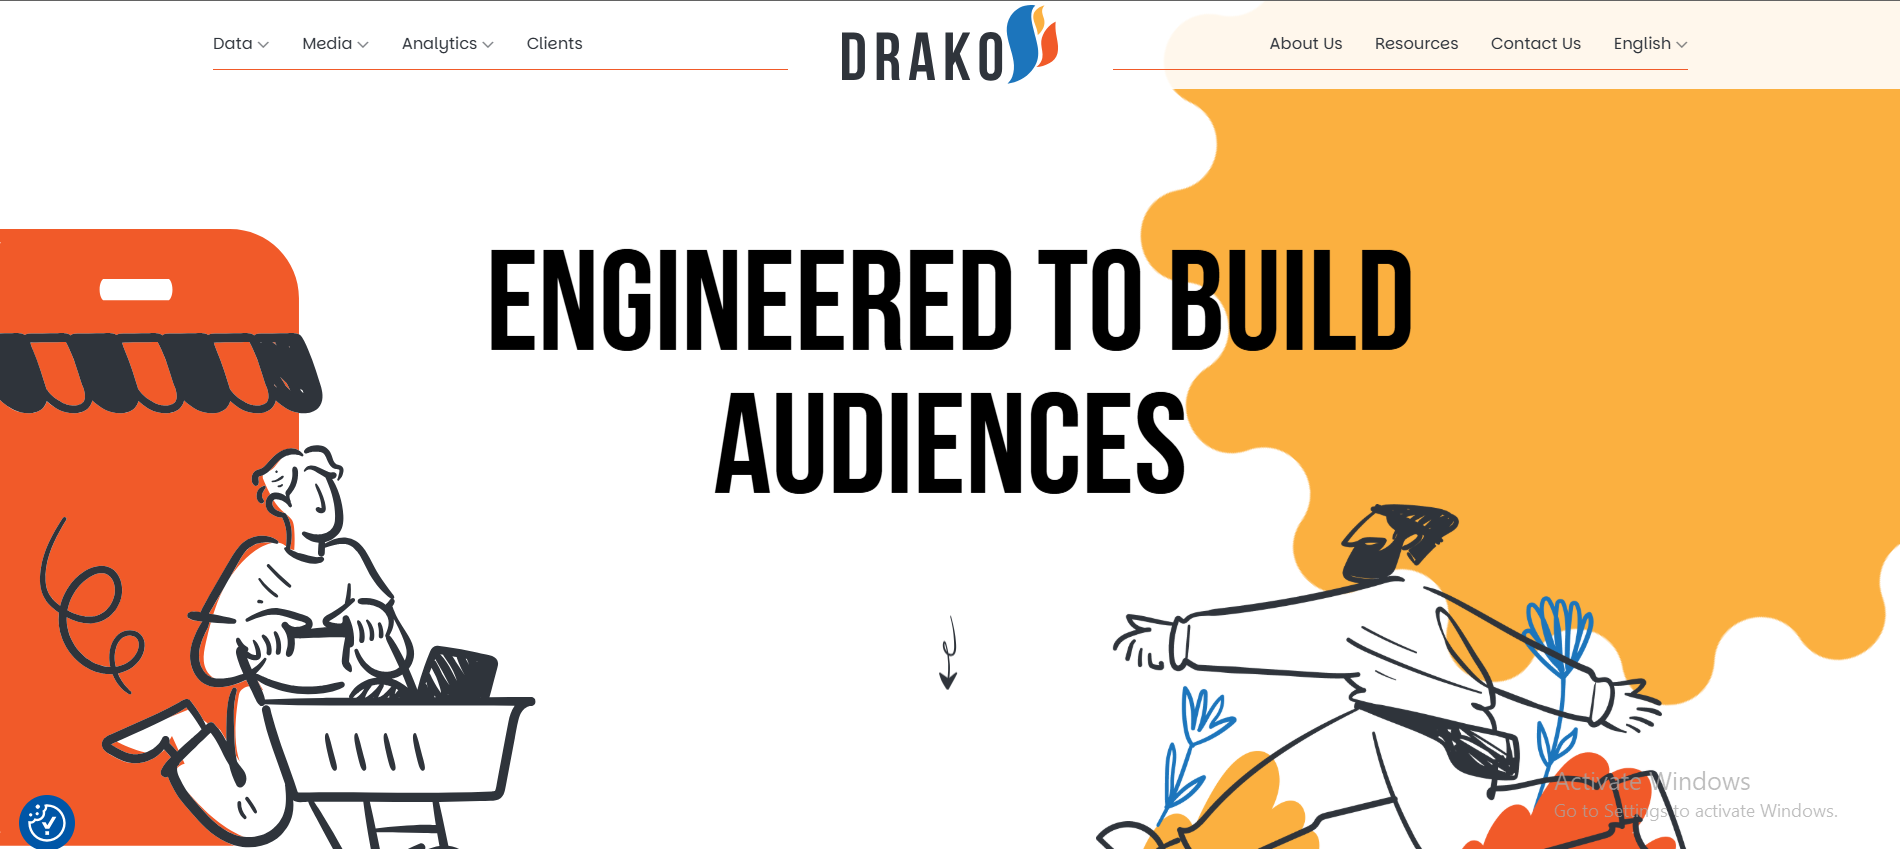 Data
Media
Analytics
Clients
DRAKO
About Us
Resources
Contact Us
English
ENGINEERED TO BUILD
AUDIENCES
Activate Windows
Go to Settings to activate Windows.